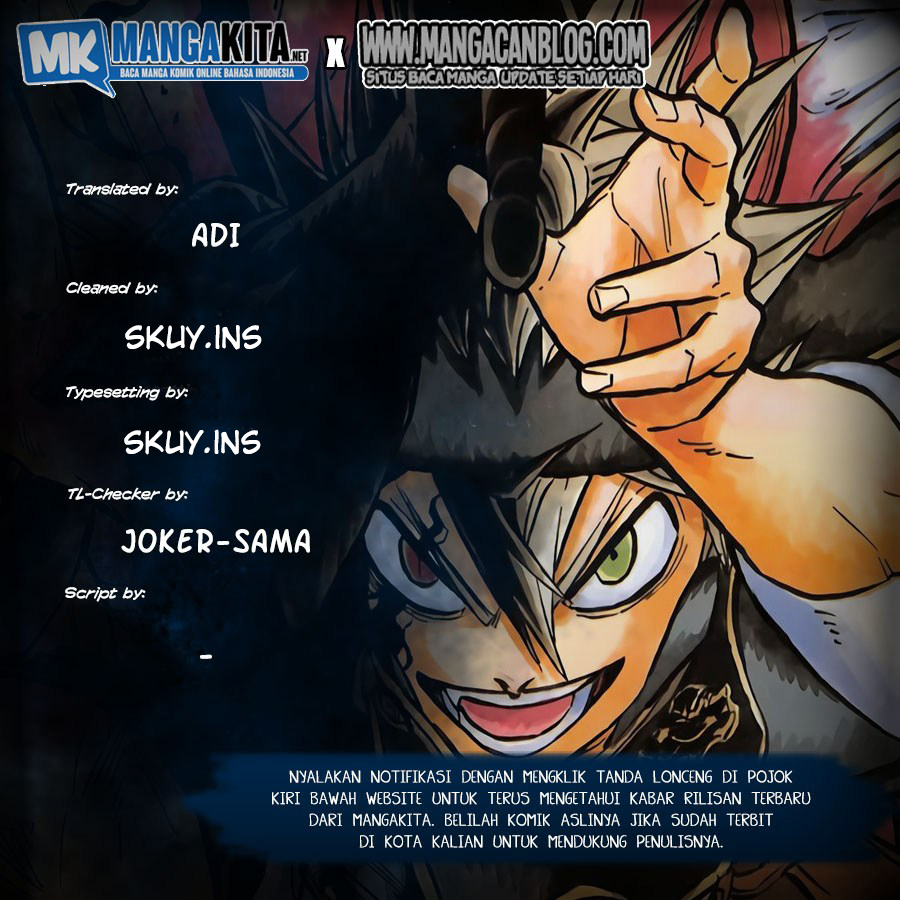 MK MANGAKITA.NET X WWW.MANGACANBLOG.COM
BACA MANGA KOMIK ONLINE BAHASA INDONESIA SITUS BACA MANGA UPDATE SETIAP HARI
Translated by:
ADI
Cleaned by:
SKUY.INS
Typesetting by:
SKUY.INS
TL-Checker by:
JOKER-SAMA
Script by:
-
NYALAKAN NOTIFIKASI DENGAN MENGKLIK TANDA LONCENG DI POJOK
KIRI BAWAH WEBSITE UNTUK TERUS MENGETAHUI KABAR RILISAN TERBARU
DARI MANGAKITA. BELILAH KOMIK ASLINYA JIKA SUDAH TERBIT
DI KOTA KALIAN UNTUK MENDUKUNG PENULISNYA.